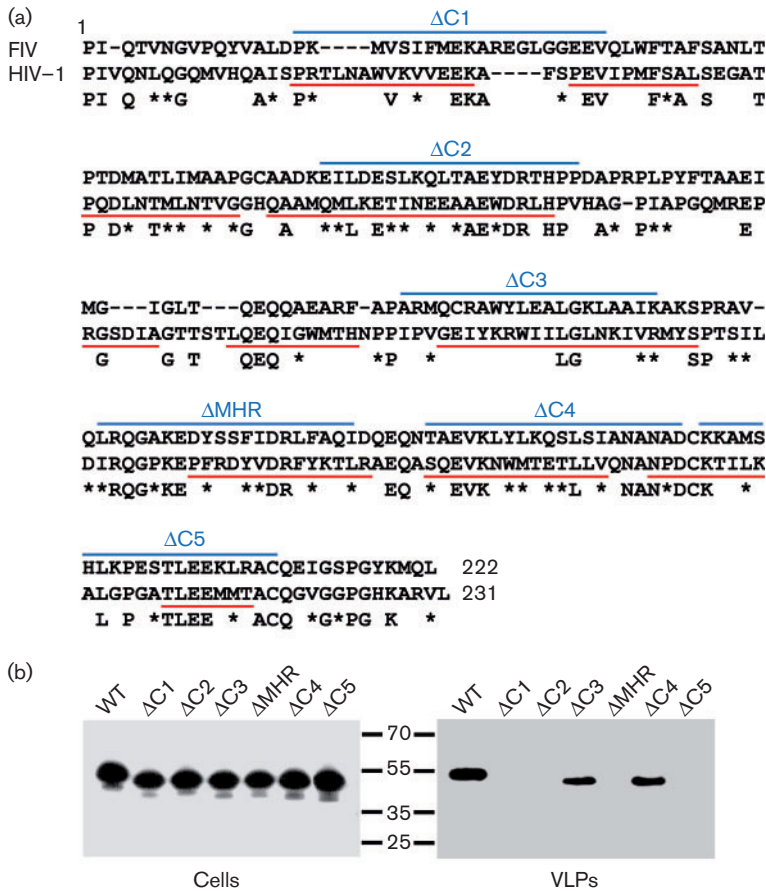 (a)
1
ΔC1
FIV PI-QTVNGVPQYVALDPK----MVSIFMEKAREGLGGEEVQLWFTAFSANLT
HIV–1 PIVQNLQGQMVHQAISPRTLNAWVKVVEEKA----FSPEVIPMFSALSEGAT
PI Q **G A* P* V * EKA * EV F*A S T
ΔC2
PTDMATLIMAAPGCAADKEILDESLKQLTAEYDRTHPPDAPRPLPYFTAAEI
PQDLNTMLNTVGGHQAAMQMLKETINEEAAEWDRLHPVHAG-PIAPGQMREP
P D* T** * *G A **L E** **AE*DR HP A* P** E
ΔC3
MG---IGLT---QEQQAEARF-APARMQCRAWYLEALGKLAAIKAKSPRAV-
RGSDIAGTTSTLQEQIGWMTHNPPIPVGEIYKRWIILGLNKIVRMYSPTSIL
G G T QEQ * *P * LG ** *SP **
ΔMHR ΔC4
QLRQGAKEDYSSFIDRLFAQIDQEQNTAEVKLYLKQSLSIANANADCKKAMS
DIRQGPKEPFRDYVDRFYKTLRAEQASQEVKNWMTETLLVQNANPDCKTILK
**RQG*KE * **DR * * EQ * EVK ** **L * NAN*DCK *
ΔC5
HLKPESTLEEKLRACQEIGSPGYKMQL 222
ALGPGATLEEMMTACQGVGGPGHKARVL 231
L P *TLEE * ACQ *G*PG K *
(b)
WT ΔC1 ΔC2 ΔC3 ΔMHR ΔC4 ΔC5
WT ΔC1 ΔC2 ΔC3 ΔMHR ΔC4 ΔC5
70
55
35
25
Cells
VLPs